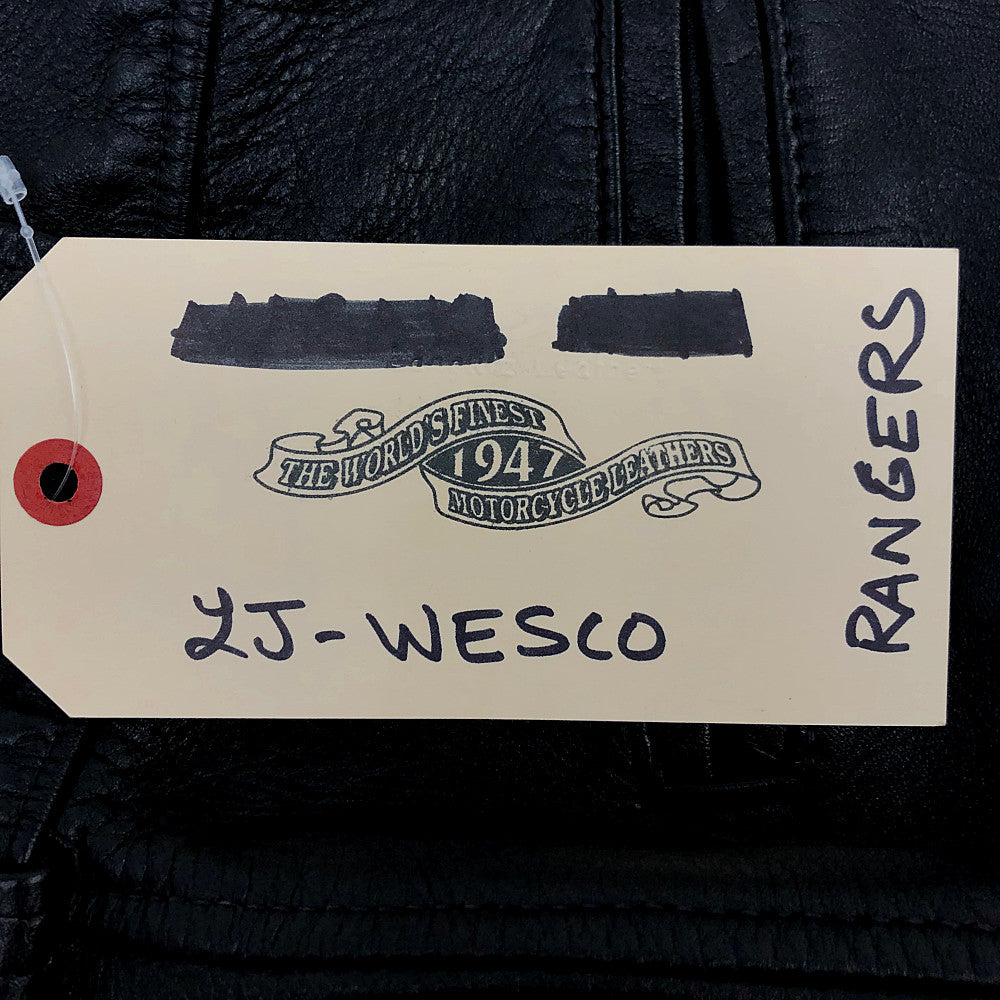 THE WORLD'S FINEST
1947
MOTORCYCLE LEATHERS
LJ-WESCO
RANGERS